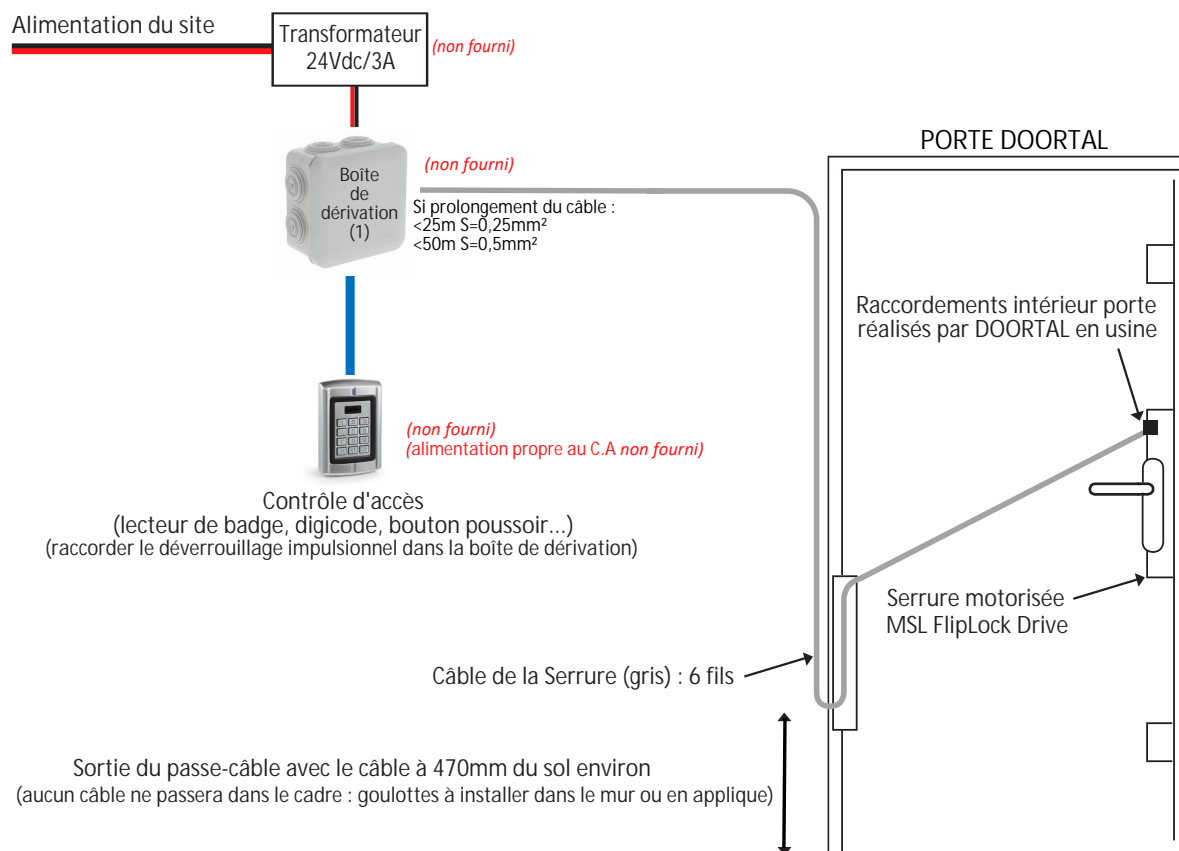 Alimentation du site
Transformateur
24Vdc/3A
(non fourni)
PORTE DOORTAL
Boîte
de
dérivation
(1)
(non fourni)
Si prolongement du câble :
<25m S=0,25mm²
<50m S=0,5mm²
Raccordements intérieur porte
réalisés par DOORTAL en usine
(non fourni)
(alimentation propre au C.A non fourni)
Contrôle d'accès
(lecteur de badge, digicode, bouton poussoir...)
(raccorder le déverrouillage impulsionnel dans la boîte de dérivation)
Serrure motorisée
MSL FlipLock Drive
Câble de la Serrure (gris) : 6 fils
Sortie du passe-câble avec le câble à 470mm du sol environ
(aucun câble ne passera dans le cadre : goulottes à installer dans le mur ou en applique)